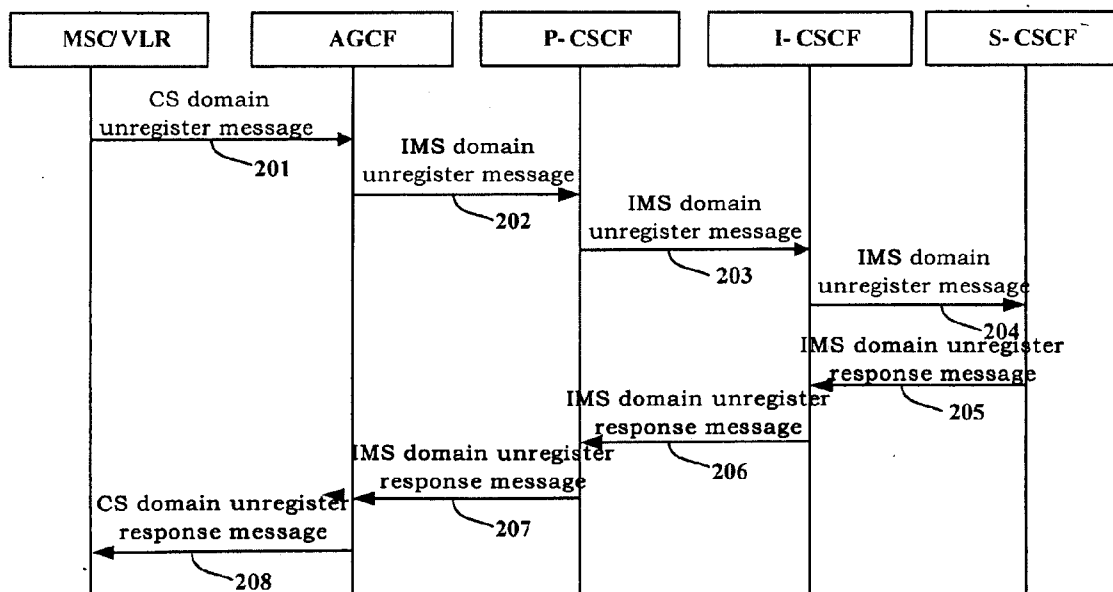 MSC/VLR
AGCF
P-CSCF
I-CSCF
S-CSCF
CS domain
unregister message
201
IMS domain
unregister message
202
IMS domain
unregister message
203
IMS domain
unregister message
204
IMS domain unregister
response message
205
IMS domain unregister
response message
206
IMS domain unregister
response message
207
CS domain unregister
response message
208